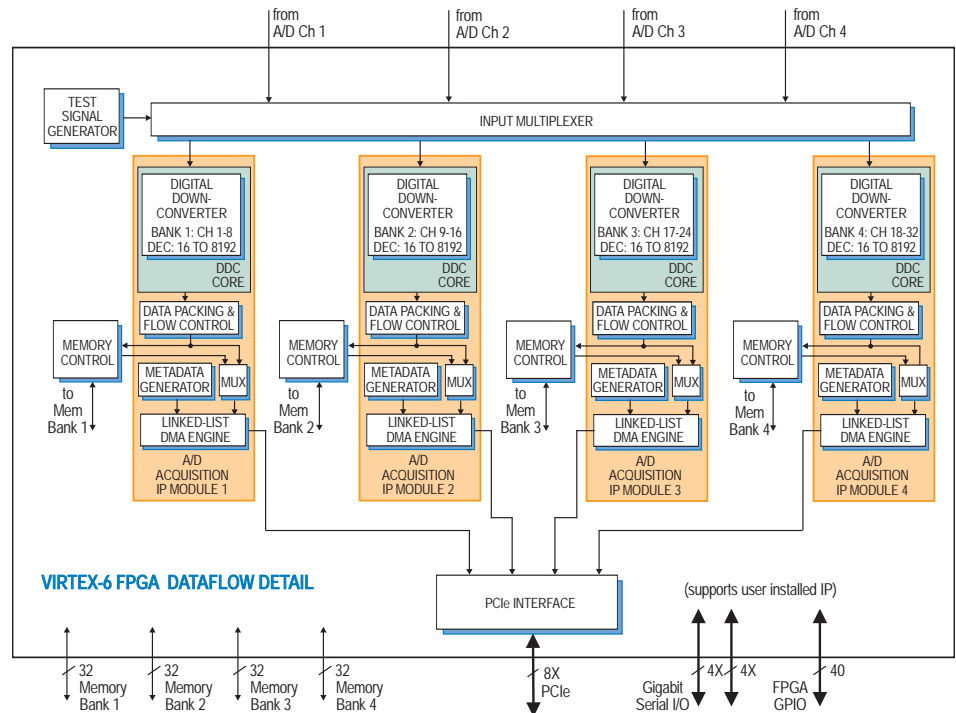 from
A/D Ch 1
from
A/D Ch 2
from
A/D Ch 3
from
A/D Ch 4
TEST
SIGNAL
GENERATOR
INPUT MULTIPLEXER
DIGITAL
DOWN-
CONVERTER
BANK 1: CH 1-8
DEC: 16 TO 8192
DDC
CORE
DATA PACKING &
FLOW CONTROL
MEMORY
CONTROL
METADATA
GENERATOR
MUX
to
Mem
Bank 1
LINKED-LIST
DMA ENGINE
A/D
ACQUISITION
IP MODULE 1
DIGITAL
DOWN-
CONVERTER
BANK 2: CH 9-16
DEC: 16 TO 8192
DDC
CORE
DATA PACKING &
FLOW CONTROL
MEMORY
CONTROL
METADATA
GENERATOR
MUX
to
Mem
Bank 2
LINKED-LIST
DMA ENGINE
A/D
ACQUISITION
IP MODULE 2
DIGITAL
DOWN-
CONVERTER
BANK 3: CH 17-24
DEC: 16 TO 8192
DDC
CORE
DATA PACKING &
FLOW CONTROL
MEMORY
CONTROL
METADATA
GENERATOR
MUX
to
Mem
Bank 3
LINKED-LIST
DMA ENGINE
A/D
ACQUISITION
IP MODULE 3
DIGITAL
DOWN-
CONVERTER
BANK 4: CH 18-32
DEC: 16 TO 8192
DDC
CORE
DATA PACKING &
FLOW CONTROL
MEMORY
CONTROL
METADATA
GENERATOR
MUX
to
Mem
Bank 4
LINKED-LIST
DMA ENGINE
A/D
ACQUISITION
IP MODULE 4
VIRTEX-6 FPGA DATAFLOW DETAIL
PCIe INTERFACE
(supports user installed IP)
32
Memory
Bank 1
32
Memory
Bank 2
32
Memory
Bank 3
32
Memory
Bank 4
8X
PCIe
4X
4X
Gigabit
Serial I/O
40
FPGA
GPIO